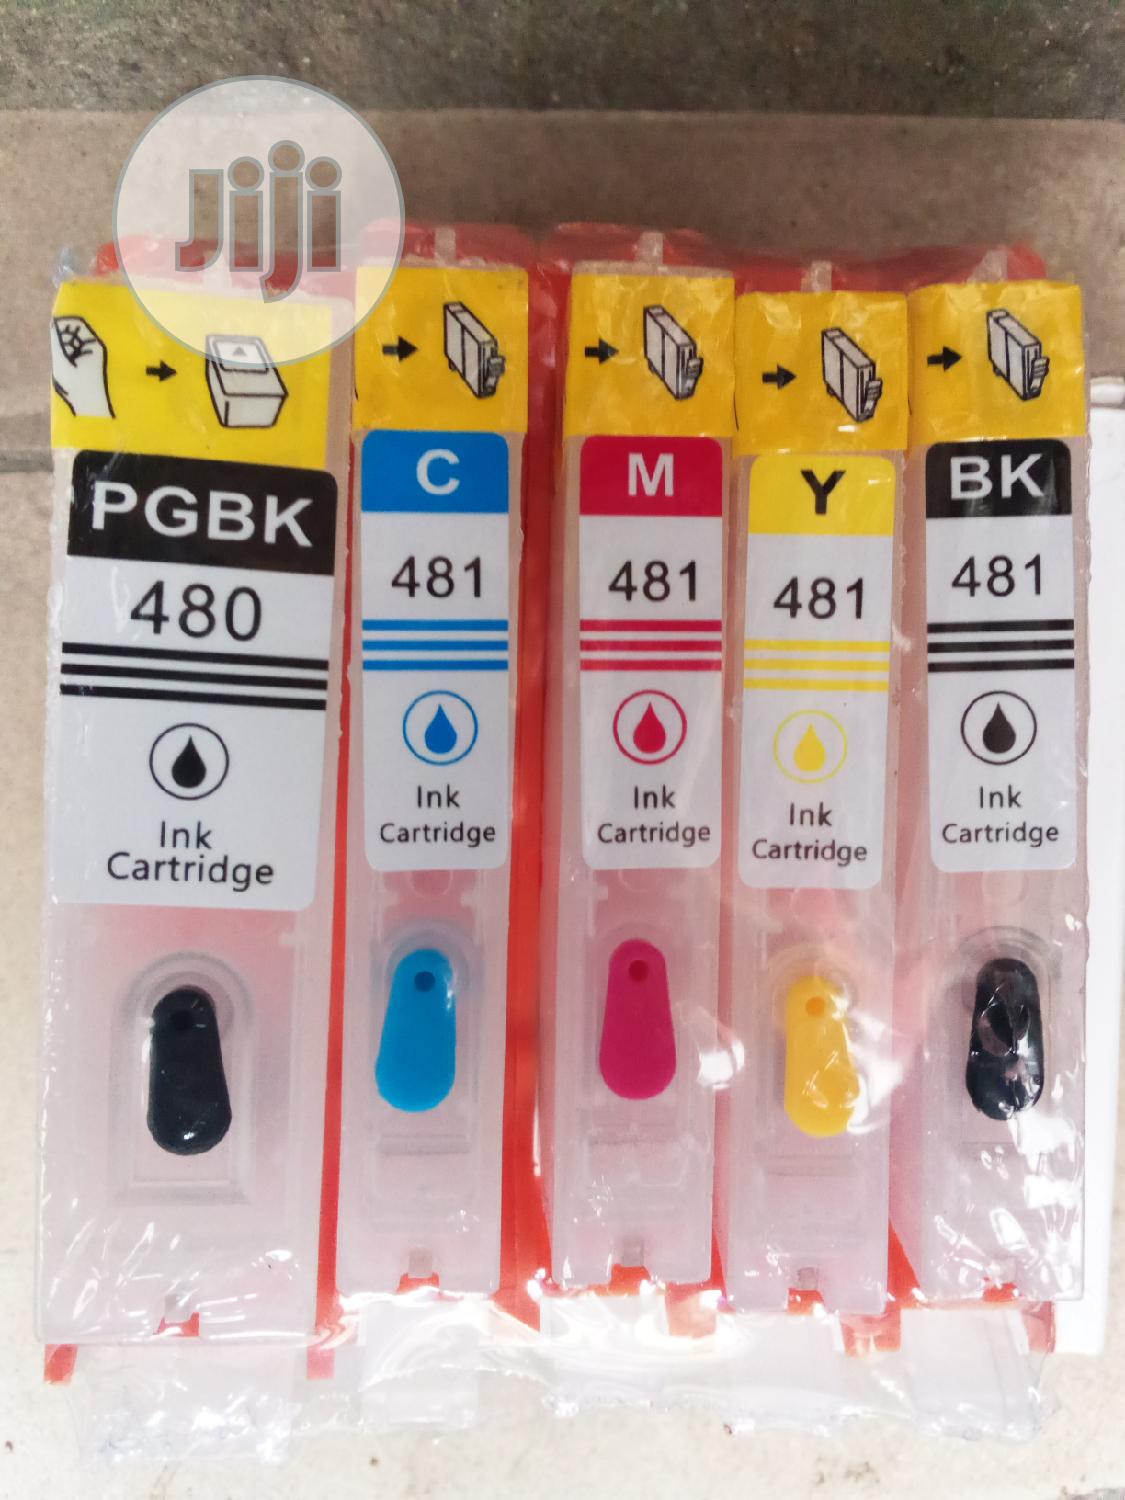 Jiji
PGBK
480
Ink
Cartridge
C
481
Ink
Cartridge
M
481
Ink
Cartridge
Y
481
Ink
Cartridge
BK
481
Ink
Cartridge